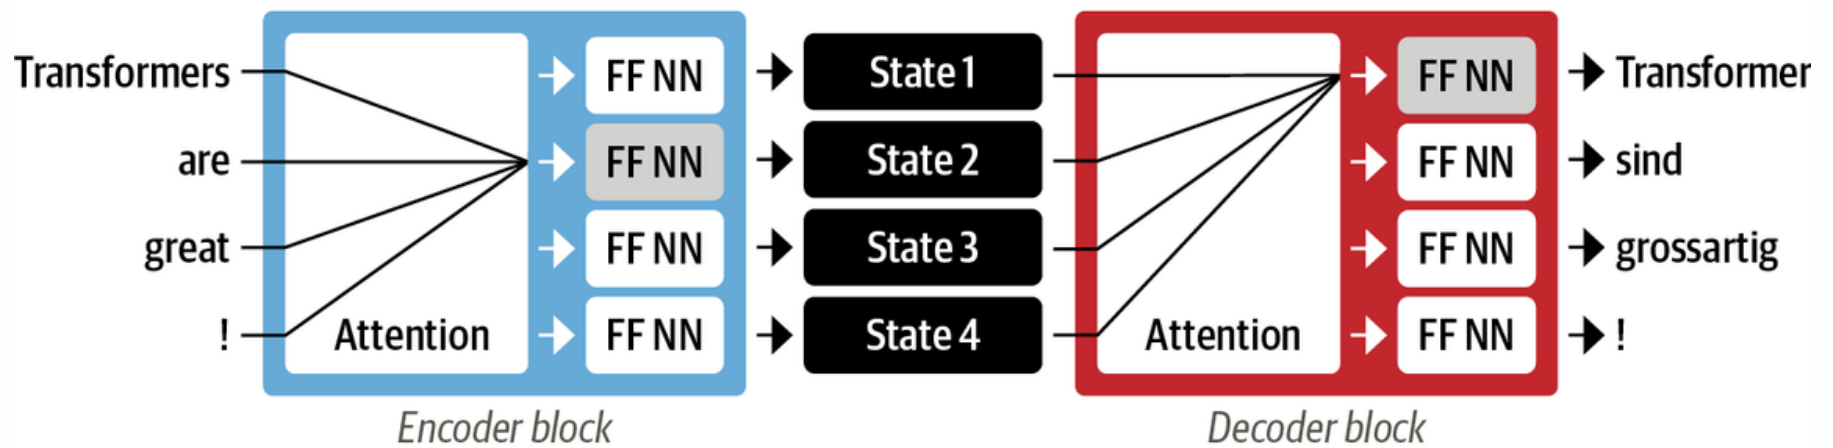 Transformers FF NN State 1 FF NN Transformer
are FF NN State 2 FF NN sind
great FF NN State 3 FF NN grossartig
! Attention FF NN State 4 Attention FF NN !
Encoder block Decoder block